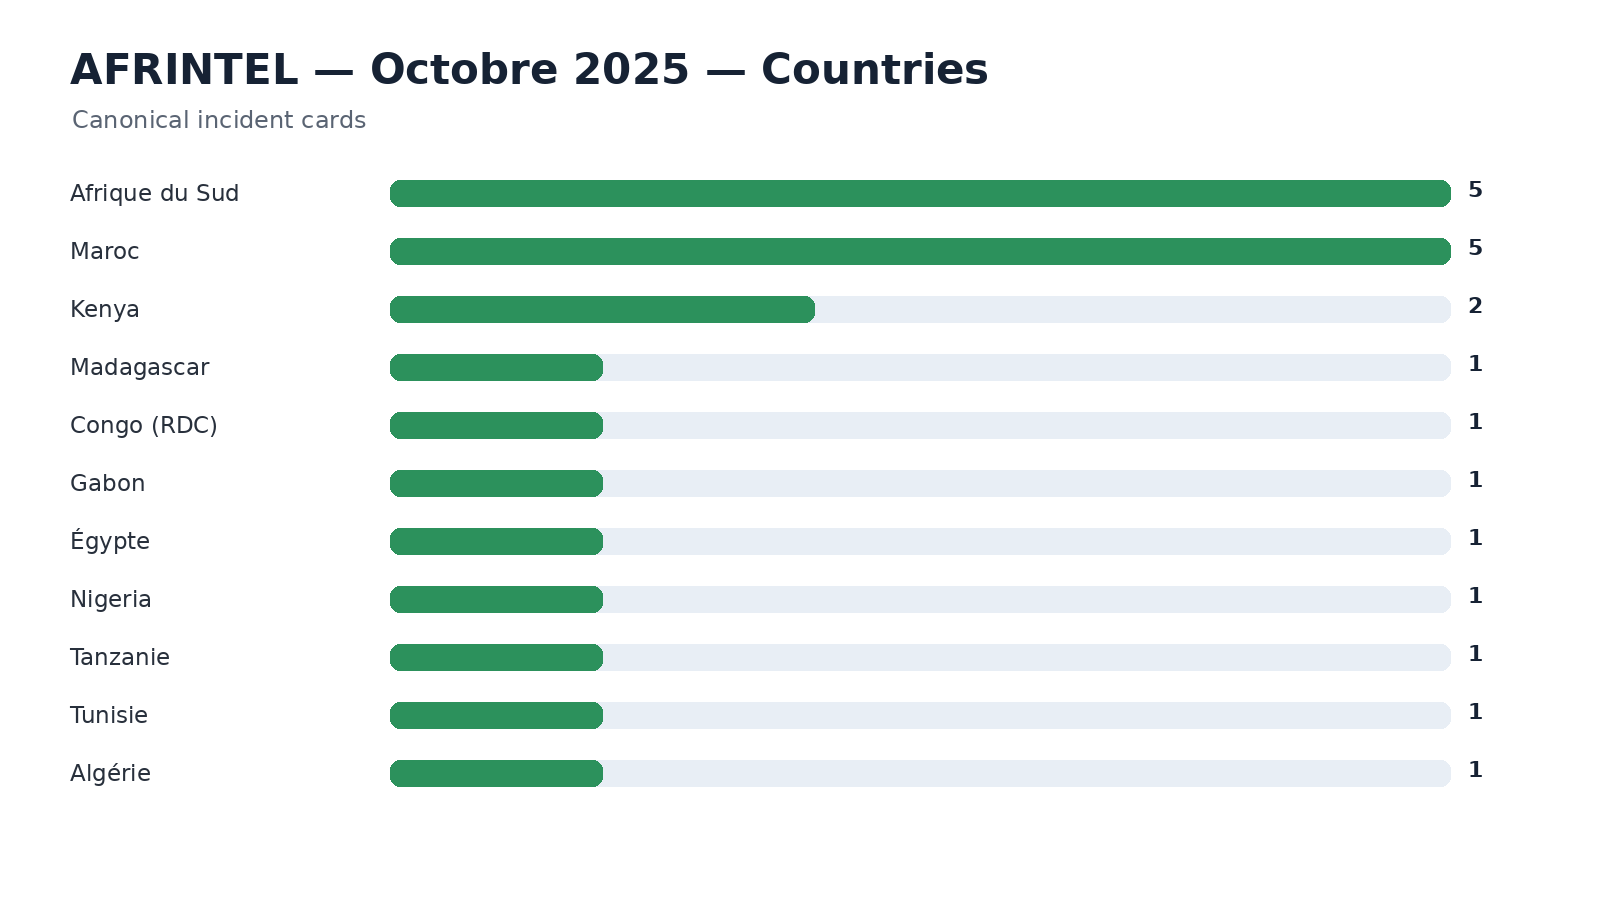 AFRINTEL — Octobre 2025 — Countries
Canonical incident cards
Afrique du Sud 5
Maroc 5
Kenya 2
Madagascar 1
Congo (RDC) 1
Gabon 1
Égypte 1
Nigeria 1
Tanzanie 1
Tunisie 1
Algérie 1